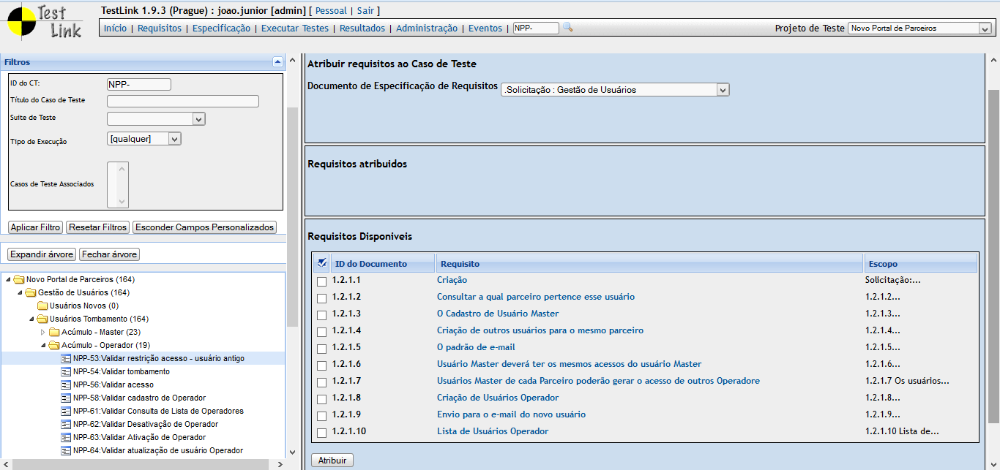 Test Link
TestLink 1.9.3 (Prague) : joao.junior [admin] [ Pessoal | Sair ]
Início | Requisitos | Especificação | Executar Testes | Resultados | Administração | Eventos | NPP- Projeto de Teste Novo Portal de Parceiros
Filtros
ID do CT: NPP-
Título do Caso de Teste
Suite de Teste
Tipo de Execução [qualquer]
Casos de Teste Associados
Aplicar Filtro Resetar Filtros Esconder Campos Personalizados
Expandir árvore Fechar árvore
Novo Portal de Parceiros (164)
Gestão de Usuários (164)
Usuários Novos (0)
Usuários Tombamento (164)
Acúmulo - Master (23)
Acúmulo - Operador (19)
NPP-53:Validar restrição acesso - usuário antigo
NPP-54:Validar tombamento
NPP-56:Validar acesso
NPP-58:Validar cadastro de Operador
NPP-61:Validar Consulta de Lista de Operadores
NPP-62:Validar Desativação de Operador
NPP-63:Validar Ativação de Operador
NPP-64:Validar atualização de usuário Operador
Atribuir requisitos ao Caso de Teste
Documento de Especificação de Requisitos .Solicitação : Gestão de Usuários
Requisitos atribuidos
Requisitos Disponiveis
ID do Documento Requisito Escopo
1.2.1.1 Criação Solicitação:...
1.2.1.2 Consultar a qual parceiro pertence esse usuário 1.2.1.2...
1.2.1.3 O Cadastro de Usuário Master 1.2.1.3...
1.2.1.4 Criação de outros usuários para o mesmo parceiro 1.2.1.4...
1.2.1.5 O padrão de e-mail 1.2.1.5...
1.2.1.6 Usuário Master deverá ter os mesmos acessos do usuário Master 1.2.1.6...
1.2.1.7 Usuários Master de cada Parceiro poderão gerar o acesso de outros Operadore 1.2.1.7 Os usuários...
1.2.1.8 Criação de Usuários Operador 1.2.1.8...
1.2.1.9 Envio para o e-mail do novo usuário 1.2.1.9...
1.2.1.10 Lista de Usuários Operador 1.2.1.10 Lista de...
Atribuir